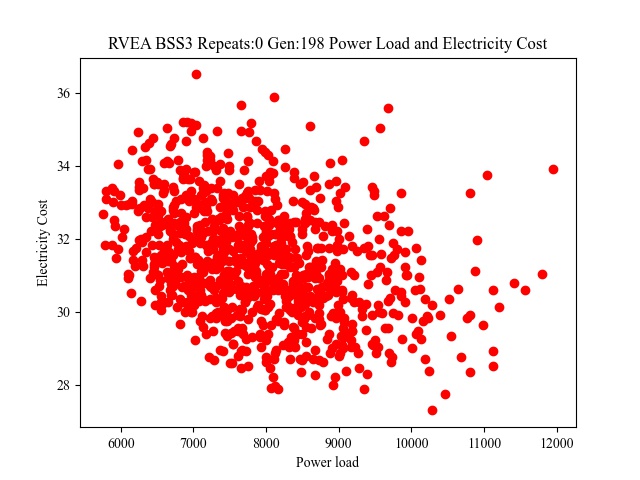 RVEA BSS3 Repeats:0 Gen:198 Power Load and Electricity Cost
36
34
32
30
28
Electricity Cost
6000 7000 8000 9000 10000 11000 12000
Power load